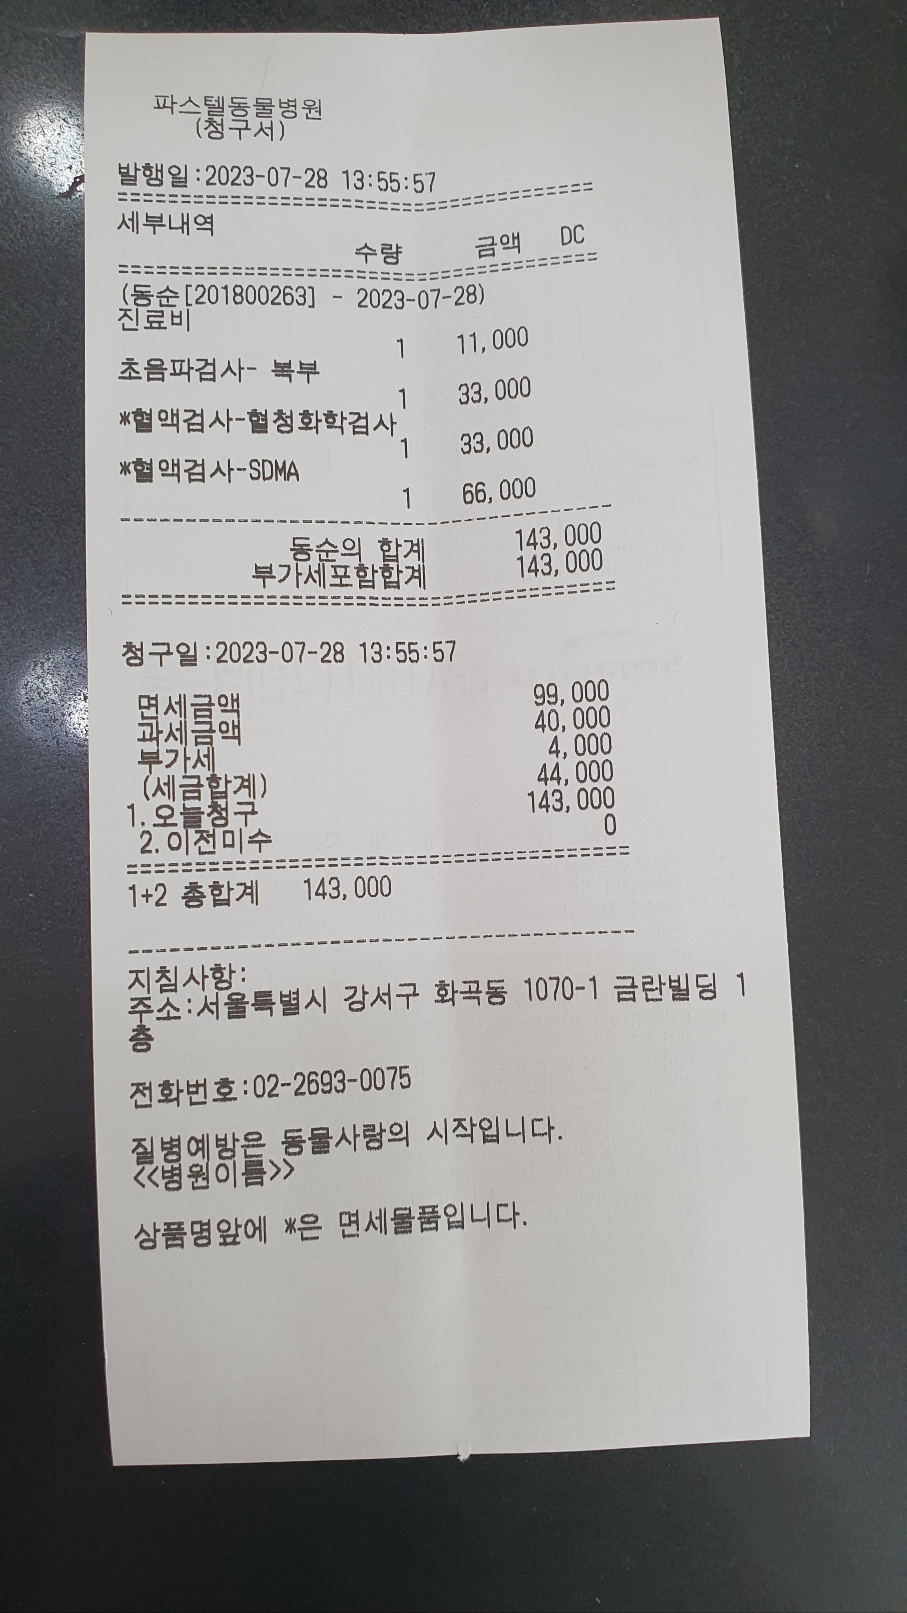 파스텔동물병원
(청구서)
발행일:2023-07-28 13:55:57
========================================
세부내역
수량 금액 DC
========================================
(동순[201800263] - 2023-07-28)
진료비
1 11,000
초음파검사- 복부
1 33,000
*혈액검사-혈청화학검사
1 33,000
*혈액검사-SDMA
1 66,000
----------------------------------------
동순의 합계 143,000
부가세포함합계 143,000
========================================
청구일:2023-07-28 13:55:57
면세금액 99,000
과세금액 40,000
부가세 4,000
(세금합계) 44,000
1.오늘청구 143,000
2.이전미수 0
========================================
1+2 총합계 143,000
----------------------------------------
지침사항:
주소:서울특별시 강서구 화곡동 1070-1 금란빌딩 1
층
전화번호:02-2693-0075
질병예방은 동물사랑의 시작입니다.
<<병원이름>>
상품명앞에 *은 면세물품입니다.